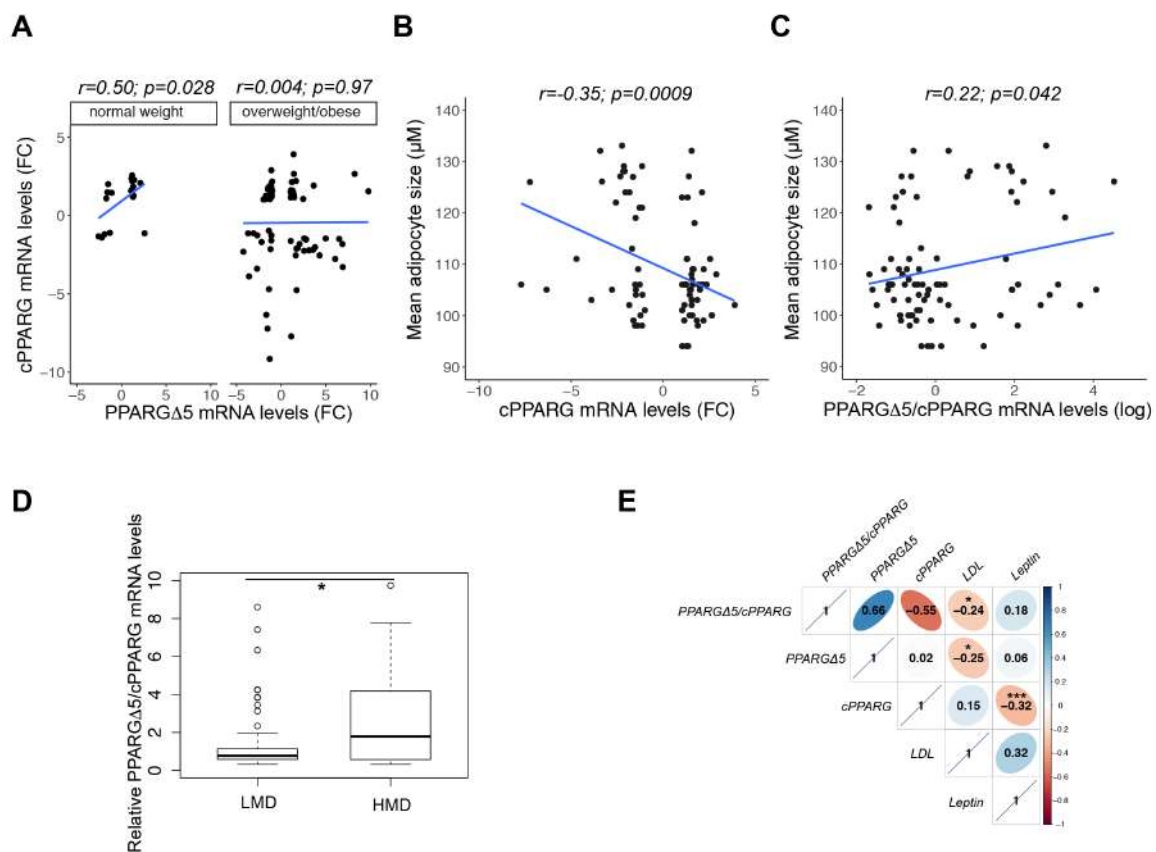 A
r=0.50; p=0.028
r=0.004; p=0.97
normal weight
overweight/obese
cPPARG mRNA levels (FC)
5
0
−5
−10
−5
0
5
10
−5
0
5
10
PPARGΔ5 mRNA levels (FC)
B
r=-0.35; p=0.0009
Mean adipocyte size (µM)
140
130
120
110
100
90
−10
−5
0
5
cPPARG mRNA levels (FC)
C
r=0.22; p=0.042
Mean adipocyte size (µM)
140
130
120
110
100
90
−2
0
2
4
PPARGΔ5/cPPARG mRNA levels (log)
D
Relative PPARGΔ5/cPPARG mRNA levels
10
8
6
4
2
0
*
LMD
HMD
E
PPARGΔ5/cPPARG
PPARGΔ5
cPPARG
LDL
Leptin
PPARGΔ5/cPPARG
1
0.66
−0.55
*
−0.24
0.18
PPARGΔ5
1
0.02
*
−0.25
0.06
cPPARG
1
0.15
***
−0.32
LDL
1
0.32
Leptin
1
1
0.8
0.6
0.4
0.2
0
−0.2
−0.4
−0.6
−0.8
−1